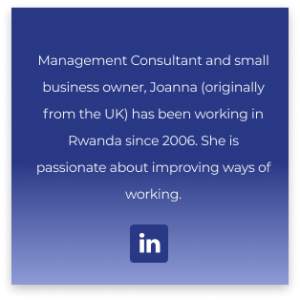 Management Consultant and small
business owner, Joanna (originally
from the UK) has been working in
Rwanda since 2006. She is
passionate about improving ways of
working.
in